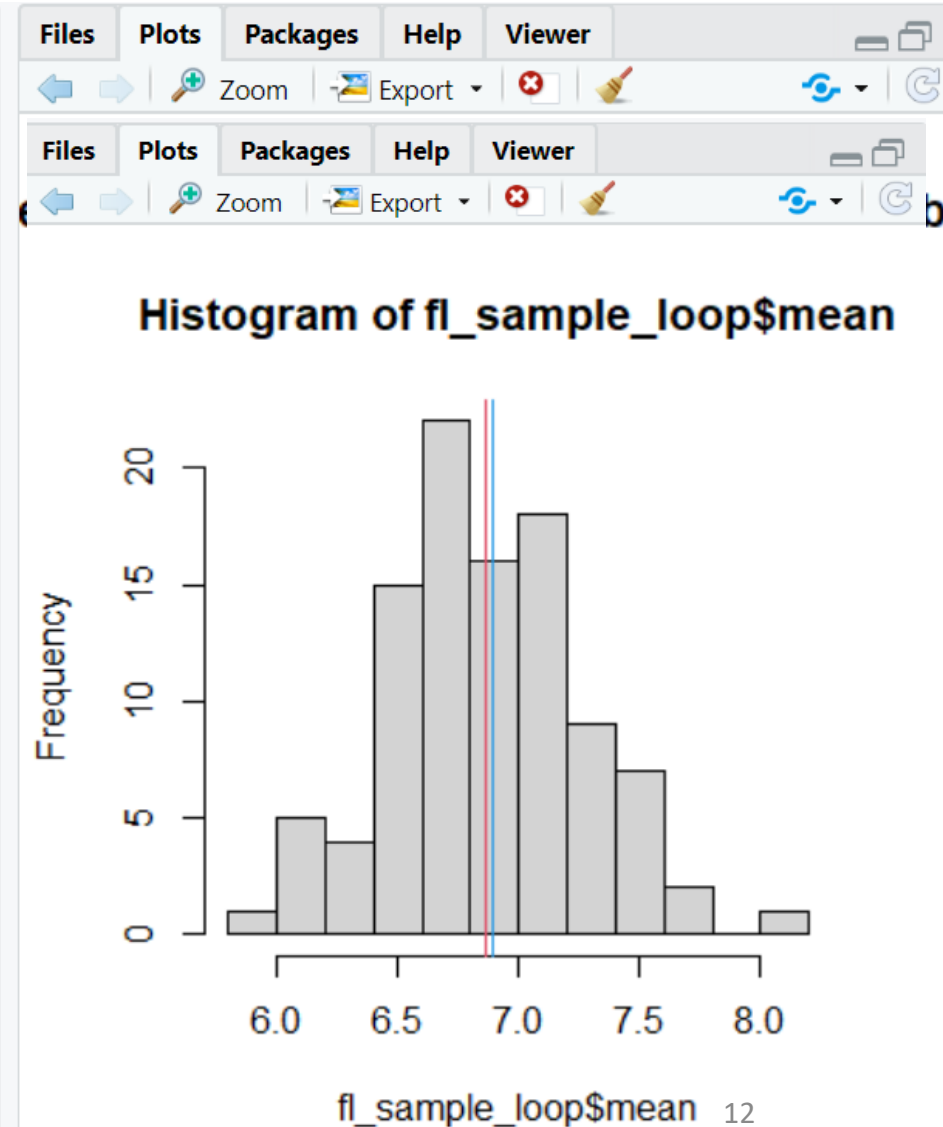 Files Plots Packages Help Viewer
Zoom Export
Files Plots Packages Help Viewer
Zoom Export
b
Histogram of fl_sample_loop$mean
20
15
10
5
0
Frequency
6.0 6.5 7.0 7.5 8.0
fl_sample_loop$mean
12